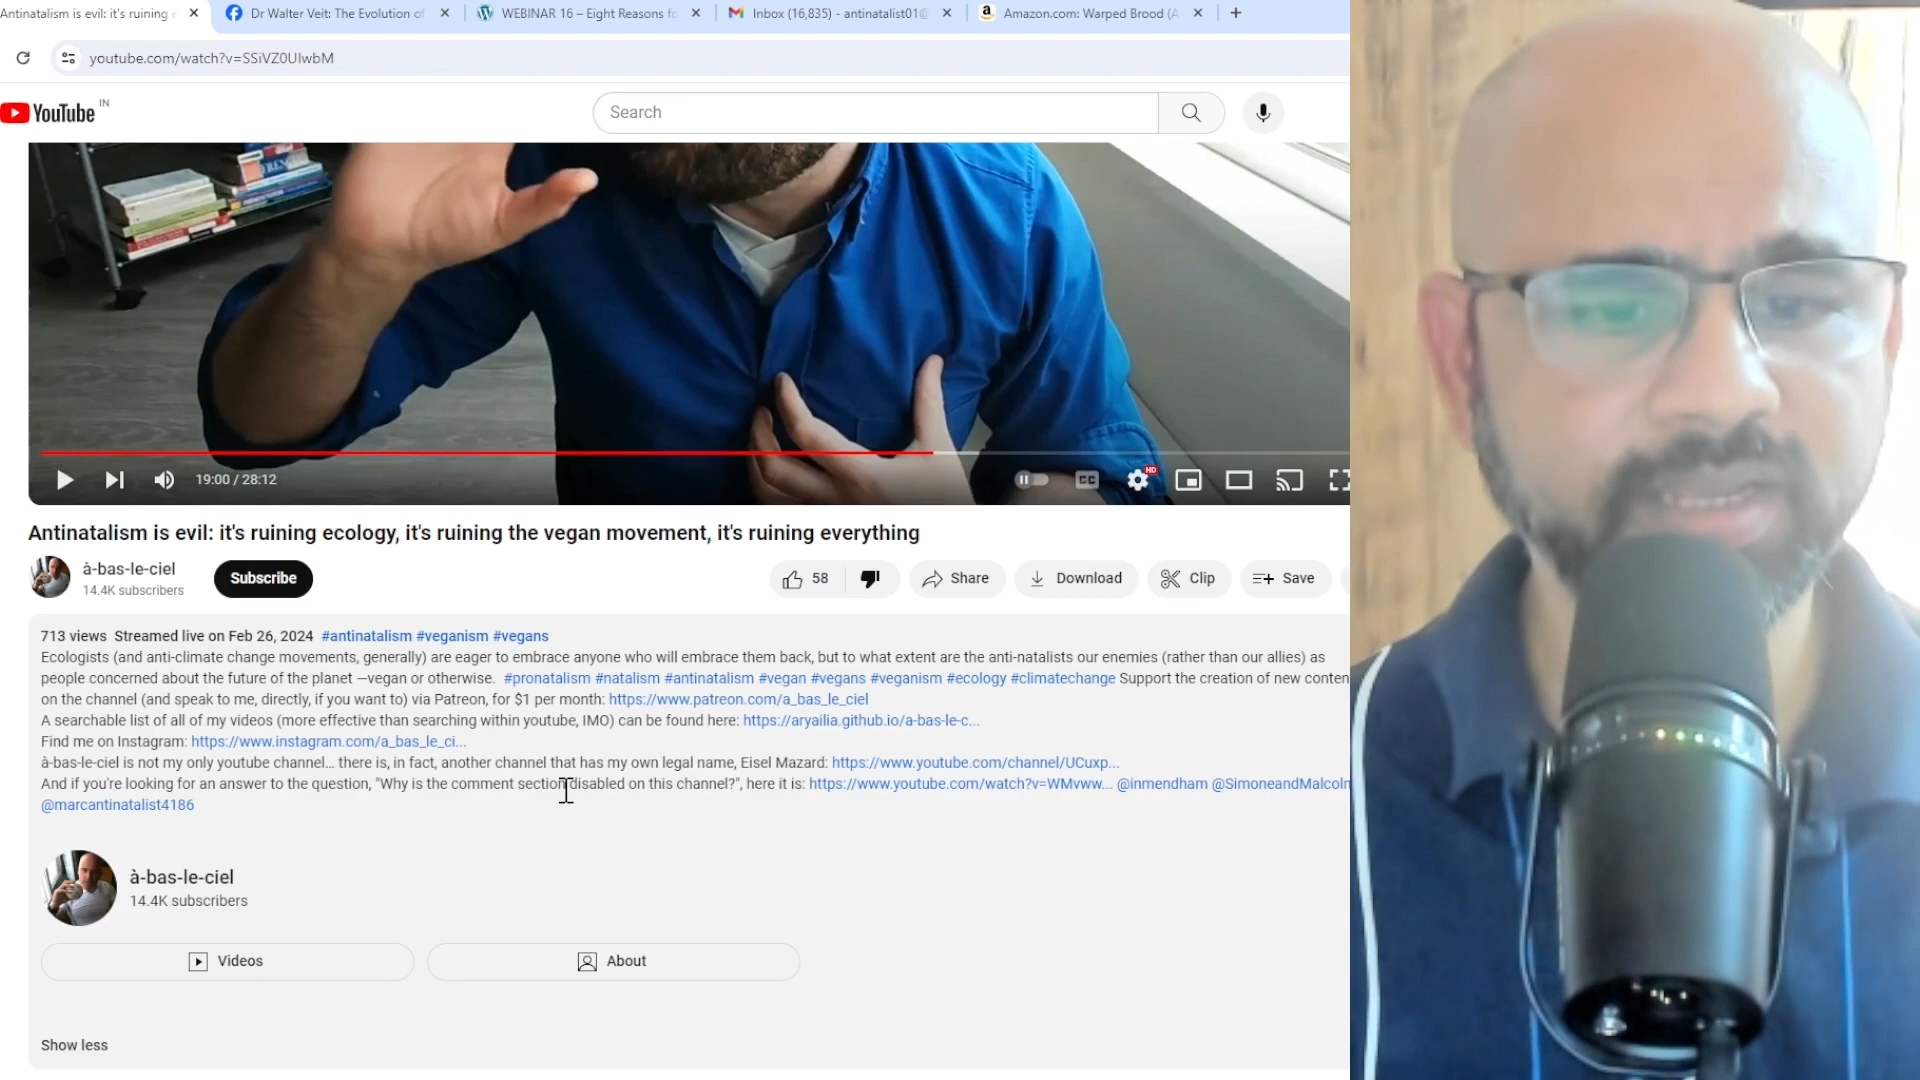 Antinatalism is evil: it's ruining
Dr Walter Veit: The Evolution of
WEBINAR 16 – Eight Reasons fo
Inbox (16,835) - antinatalist01@
Amazon.com: Warped Brood (A
youtube.com/watch?v=SSiVZ0UIwbM
YouTube IN
Search
TRENCH
19:00 / 28:12
CC
HD
Antinatalism is evil: it's ruining ecology, it's ruining the vegan movement, it's ruining everything
à-bas-le-ciel
14.4K subscribers
Subscribe
58
Share
Download
Clip
Save
713 views Streamed live on Feb 26, 2024 #antinatalism #veganism #vegans
Ecologists (and anti-climate change movements, generally) are eager to embrace anyone who will embrace them back, but to what extent are the anti-natalists our enemies (rather than our allies) as
people concerned about the future of the planet —vegan or otherwise. #pronatalism #natalism #antinatalism #vegan #vegans #veganism #ecology #climatechange Support the creation of new conten
on the channel (and speak to me, directly, if you want to) via Patreon, for $1 per month: https://www.patreon.com/a_bas_le_ciel
A searchable list of all of my videos (more effective than searching within youtube, IMO) can be found here: https://aryailia.github.io/a-bas-le-c...
Find me on Instagram: https://www.instagram.com/a_bas_le_ci...
à-bas-le-ciel is not my only youtube channel... there is, in fact, another channel that has my own legal name, Eisel Mazard: https://www.youtube.com/channel/UCuxp...
And if you're looking for an answer to the question, "Why is the comment section disabled on this channel?", here it is: https://www.youtube.com/watch?v=WMvww... @inmendham @SimoneandMalcoln
@marcantinatalist4186
à-bas-le-ciel
14.4K subscribers
Videos
About
Show less